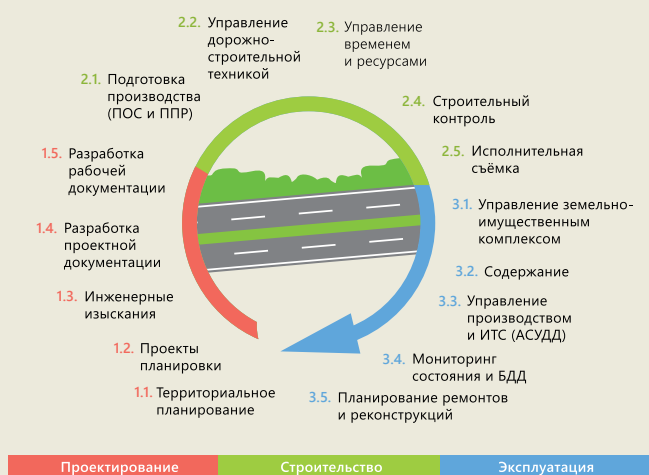 2.2. Управление
дорожно-
строительной
техникой
2.3. Управление
временем
и ресурсами
2.1. Подготовка
производства
(ПОС и ППР)
2.4. Строительный
контроль
1.5. Разработка
рабочей
документации
2.5. Исполнительная
съёмка
1.4. Разработка
проектной
документации
3.1. Управление земельно-
имущественным
комплексом
3.2. Содержание
1.3. Инженерные
изыскания
3.3. Управление
производством
и ИТС (АСУДД)
1.2. Проекты
планировки
3.4. Мониторинг
состояния и БДД
1.1. Территориальное
планирование
3.5. Планирование ремонтов
и реконструкций
Проектирование
Строительство
Эксплуатация